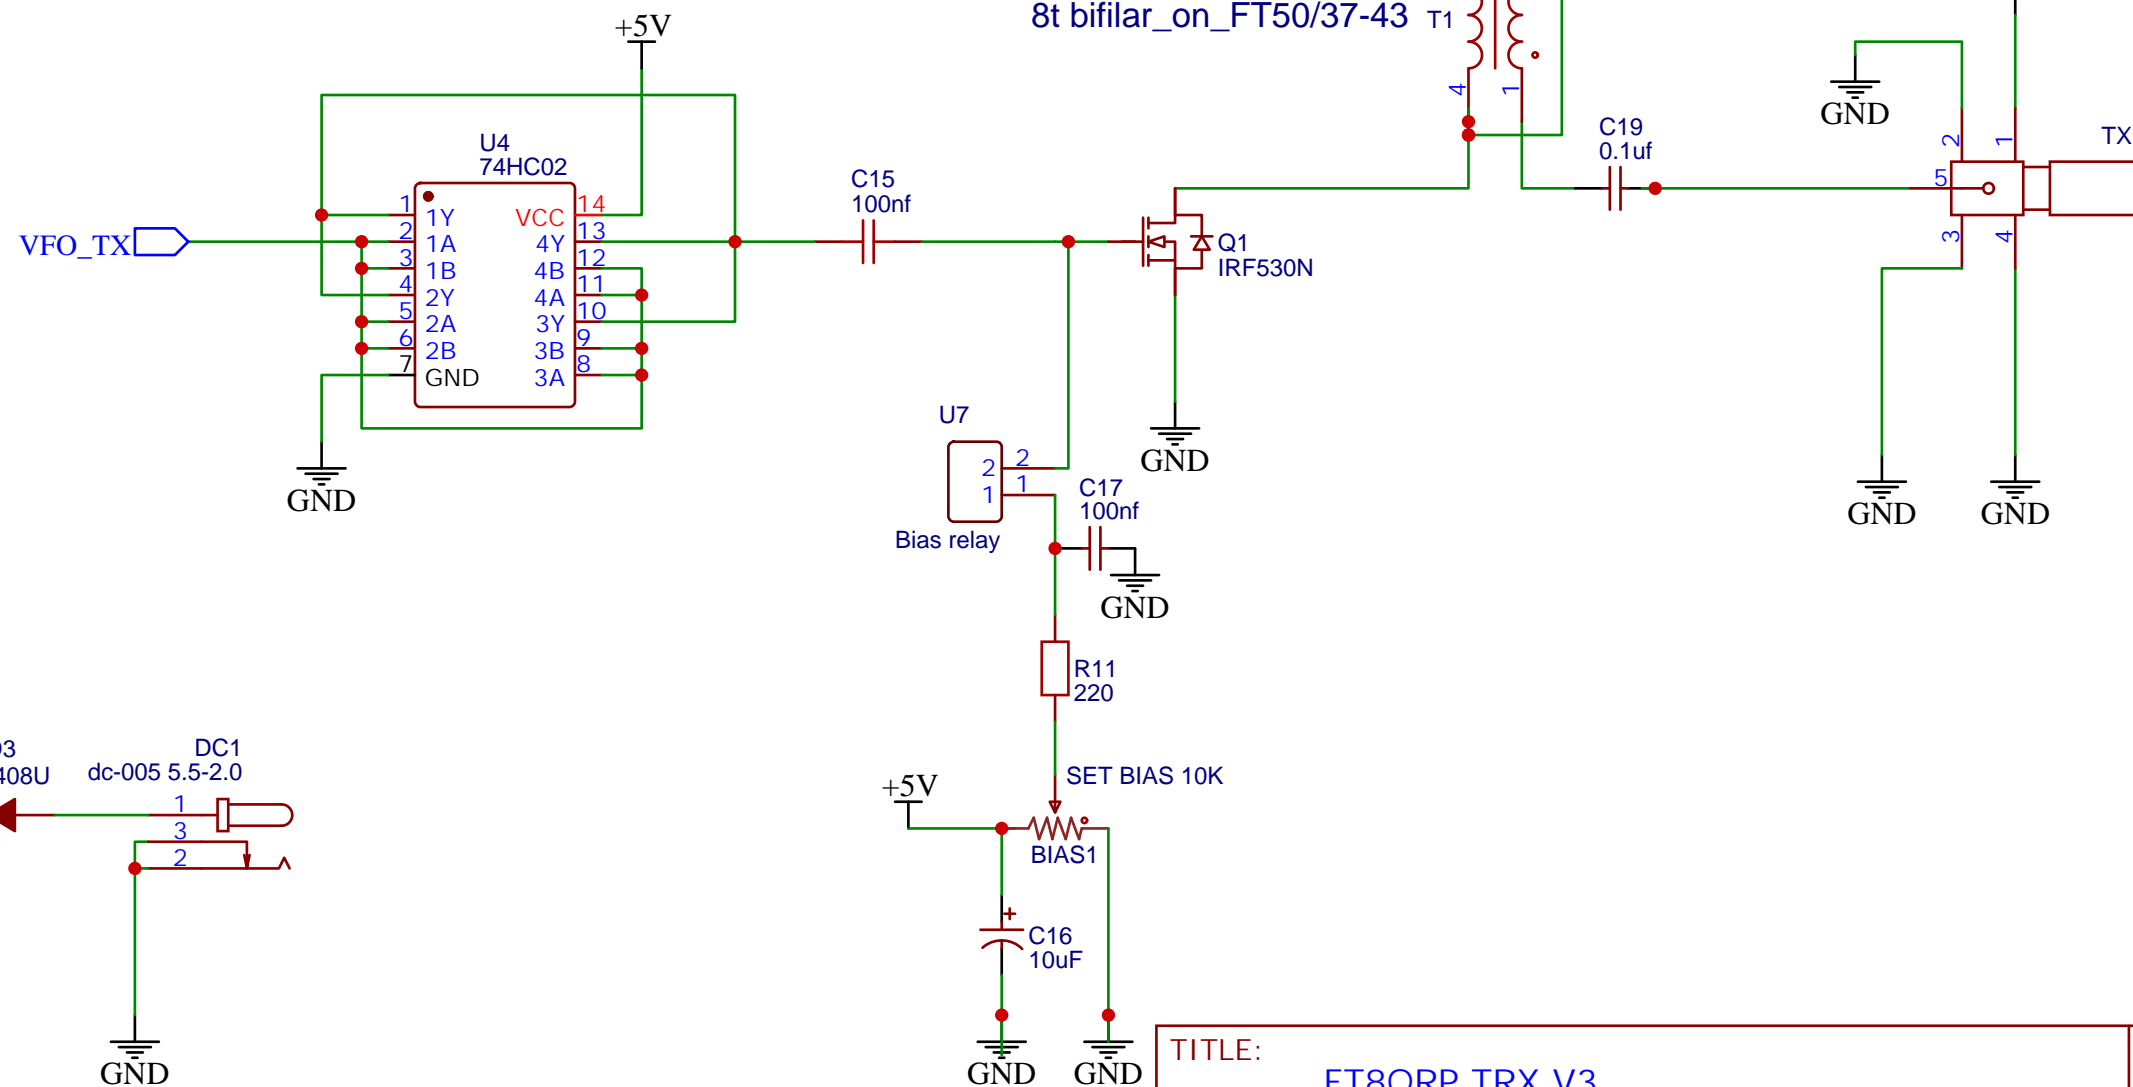 8t bifilar_on_FT50/37-43 T1
+5V
4
1
GND
2
1
TX
C19
0.1uf
U4
74HC02
C15
100nf
5
VFO_TX
1
2
3
4
5
6
7
1Y
1A
1B
2Y
2A
2B
GND
VCC
4Y
4B
4A
3Y
3B
3A
14
13
12
11
10
9
8
Q1
IRF530N
3
4
GND
U7
2 2
1 1
Bias relay
GND
C17
100nf
GND
GND
GND
R11
220
408U
DC1
dc-005 5.5-2.0
1
3
2
+5V
SET BIAS 10K
BIAS1
C16
10uF
GND
GND
GND
TITLE:
FT8QRP TRX V3